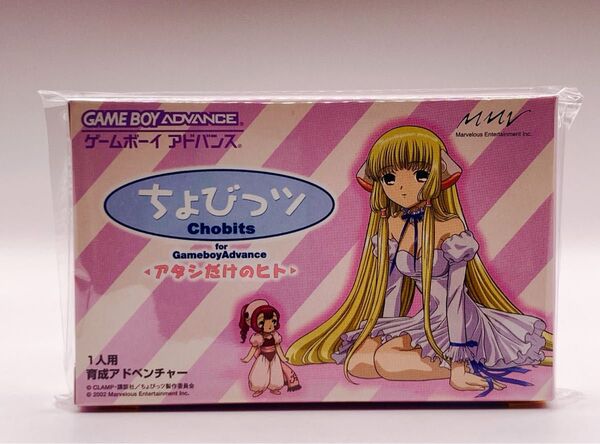 GAME BOY ADVANCE
ゲームボーイ アドバンス®
MMV
Marvelous Entertainment Inc.
ちょびっツ
Chobits
for
GameboyAdvance
アタシだけのヒト
1人用
育成アドベンチャー
© CLAMP・講談社/ちょびっツ製作委員会
© 2002 Marvelous Entertainment Inc.